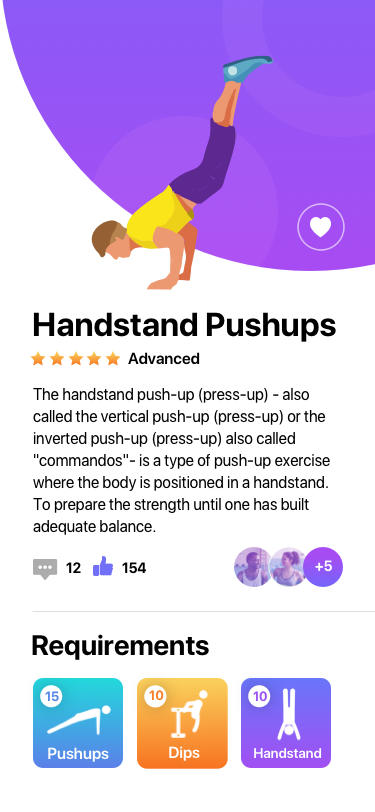 Handstand Pushups
Advanced
The handstand push-up (press-up) - also
called the vertical push-up (press-up) or the
inverted push-up (press-up) also called
"commandos"- is a type of push-up exercise
where the body is positioned in a handstand.
To prepare the strength until one has built
adequate balance.
12 154 +5
Requirements
15 10 10
Pushups Dips Handstand